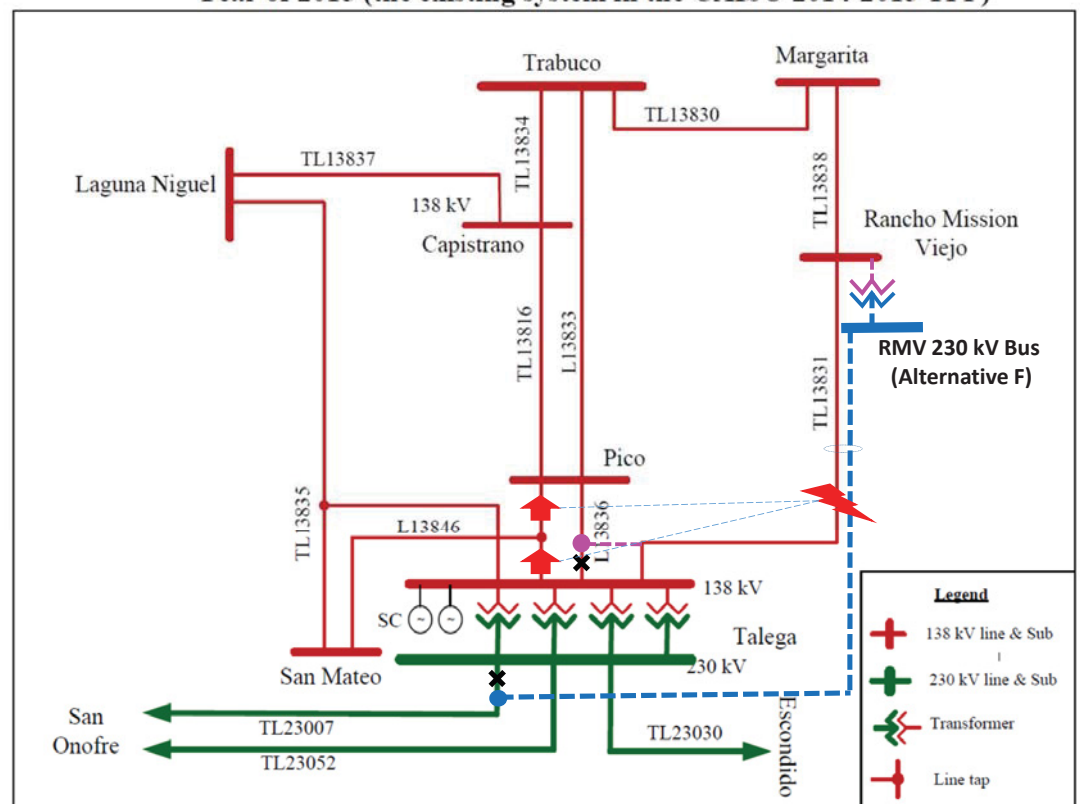 Trabuco
Margarita
TL13830
TL13834
TL13837
Laguna Niguel
138 kV
Capistrano
TL13838
Rancho Mission
Viejo
TL13816
L13833
RMV 230 kV Bus
(Alternative F)
TL13831
Pico
TL13835
L13846
L13836
138 kV
SC
~
~
Talega
230 kV
San Mateo
San
Onofre
TL23007
TL23052
TL23030
Escondido
Legend
138 kV line & Sub
230 kV line & Sub
Transformer
Line tap